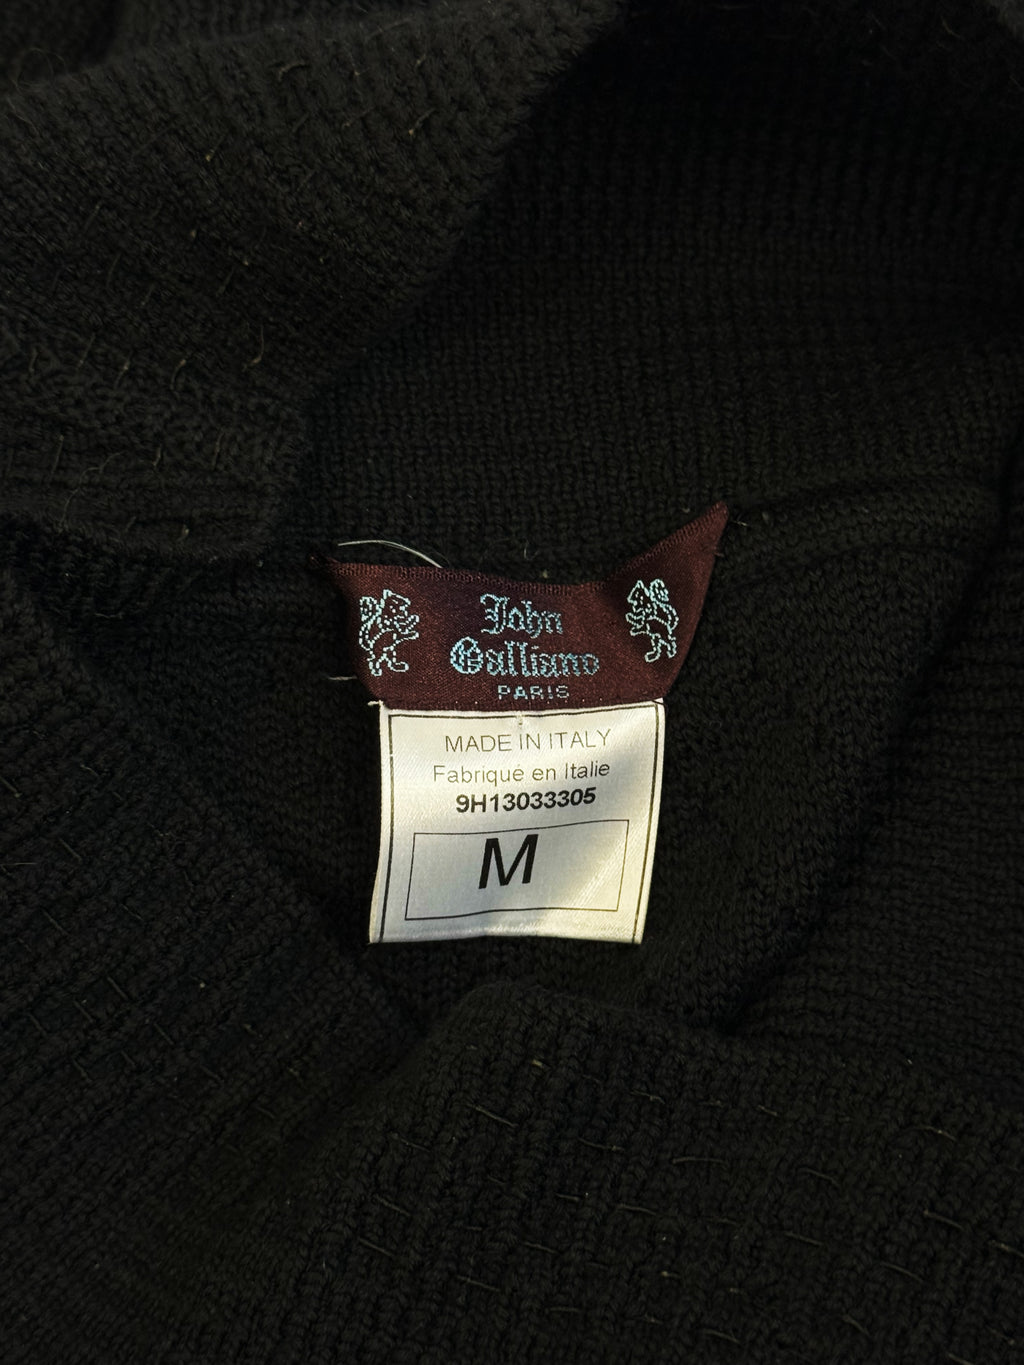 John
Galliano
PARIS
MADE IN ITALY
Fabriqué en Italie
9H13033305
M